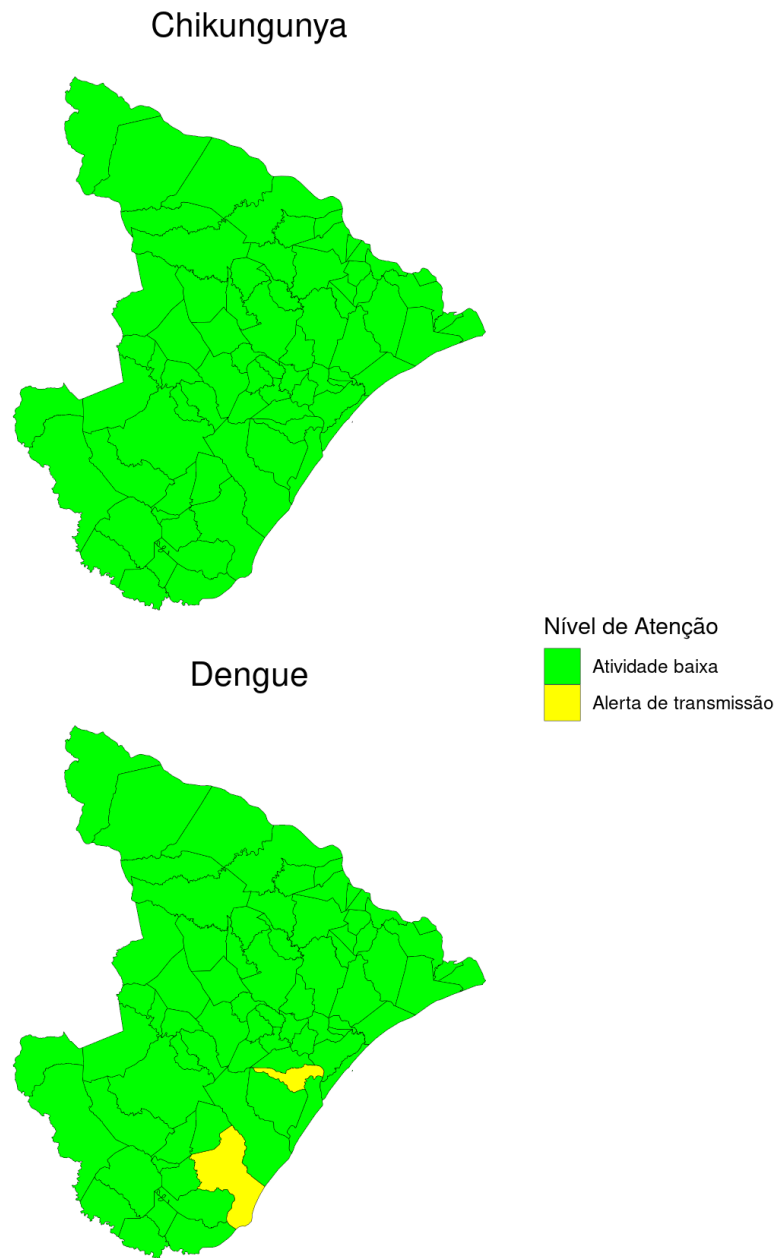 Chikungunya
Nível de Atenção
Atividade baixa
Alerta de transmissão
Dengue